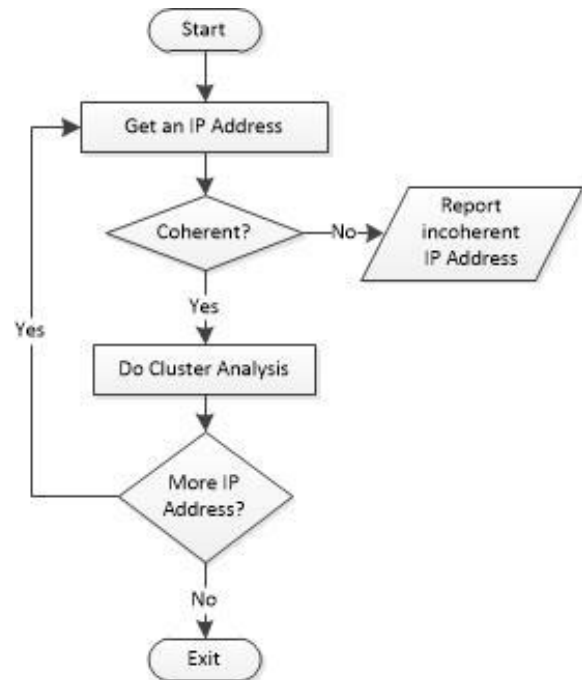 Start
Get an IP Address
Coherent?
No
Report
incoherent
IP Address
Yes
Yes
Do Cluster Analysis
More IP
Address?
No
Exit